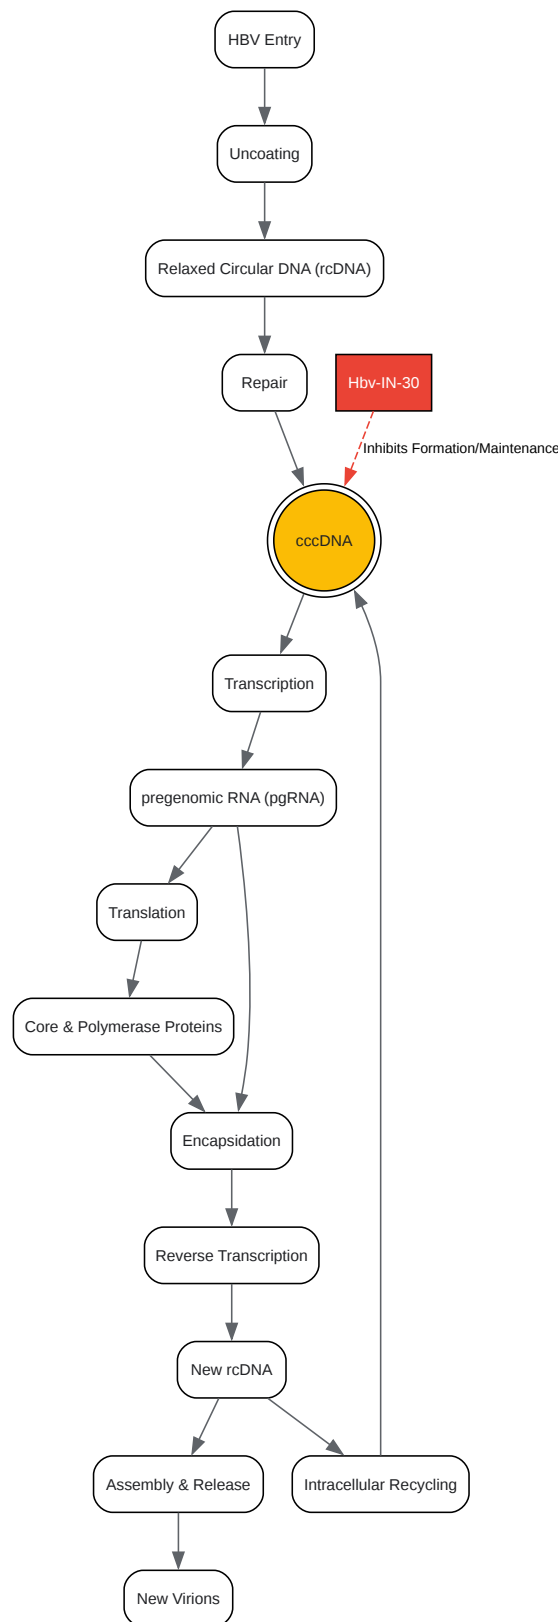 HBV Entry
Uncoating
Relaxed Circular DNA (rcDNA)
Repair
Hbv-IN-30
Inhibits Formation/Maintenance
cccDNA
Transcription
pregenomic RNA (pgRNA)
Translation
Core & Polymerase Proteins
Encapsidation
Reverse Transcription
New rcDNA
Assembly & Release
Intracellular Recycling
New Virions